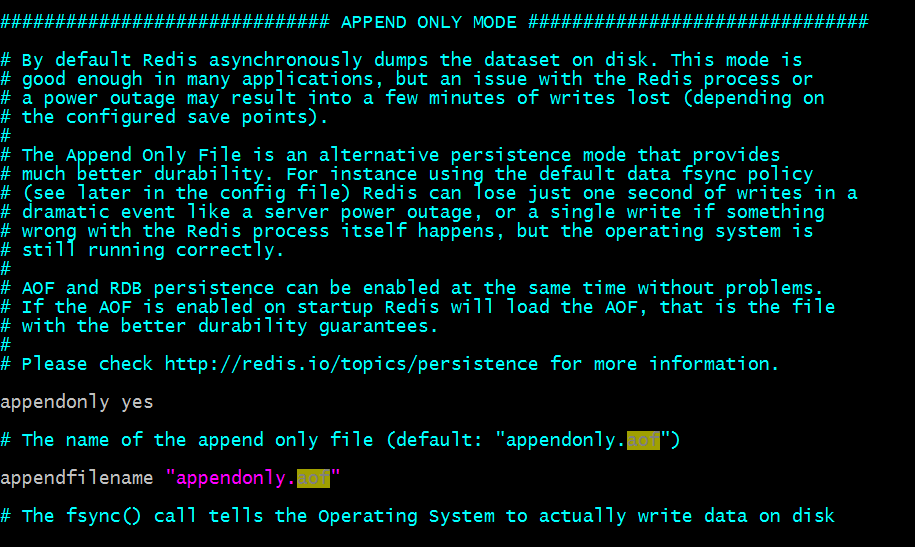 ############################## APPEND ONLY MODE ###############################
# By default Redis asynchronously dumps the dataset on disk. This mode is
# good enough in many applications, but an issue with the Redis process or
# a power outage may result into a few minutes of writes lost (depending on
# the configured save points).
#
# The Append Only File is an alternative persistence mode that provides
# much better durability. For instance using the default data fsync policy
# (see later in the config file) Redis can lose just one second of writes in a
# dramatic event like a server power outage, or a single write if something
# wrong with the Redis process itself happens, but the operating system is
# still running correctly.
#
# AOF and RDB persistence can be enabled at the same time without problems.
# If the AOF is enabled on startup Redis will load the AOF, that is the file
# with the better durability guarantees.
#
# Please check http://redis.io/topics/persistence for more information.
appendonly yes
# The name of the append only file (default: "appendonly.aof")
appendfilename "appendonly.aof"
# The fsync() call tells the Operating System to actually write data on disk